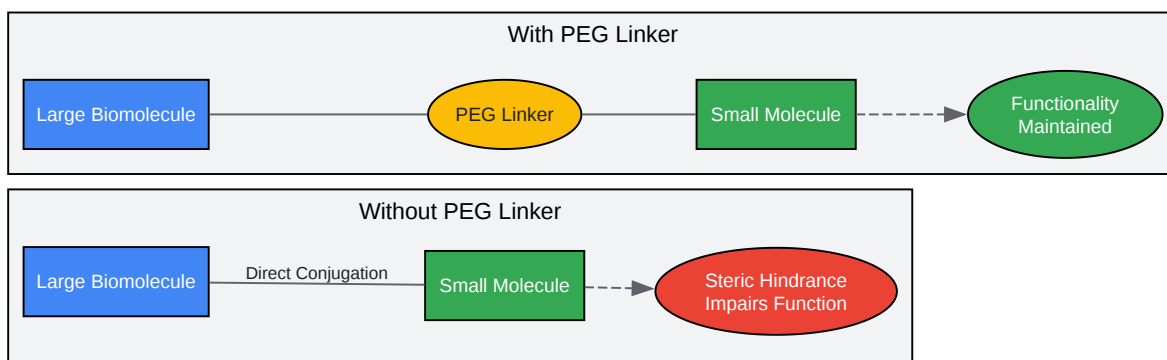 With PEG Linker
Large Biomolecule
PEG Linker
Small Molecule
Functionality
Maintained
Without PEG Linker
Large Biomolecule
Direct Conjugation
Small Molecule
Steric Hindrance
Impairs Function